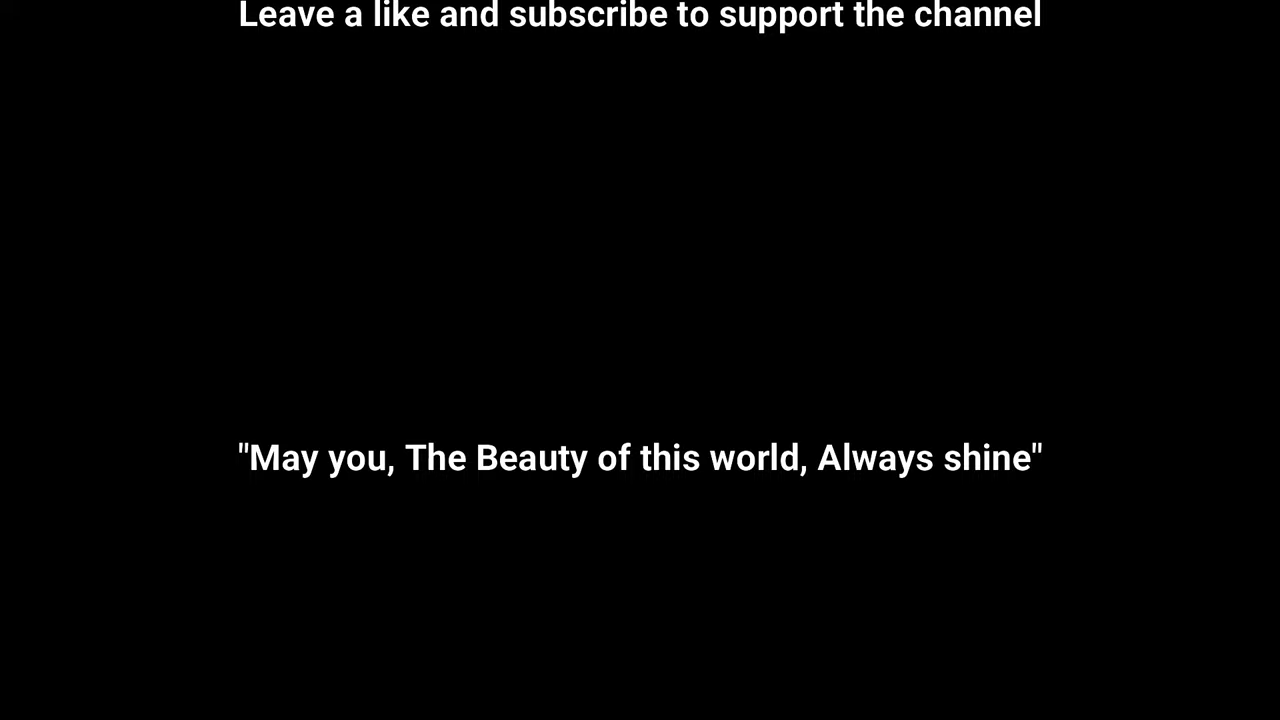 Leave a like and subscribe to support the channel
"May you, The Beauty of this world, Always shine"